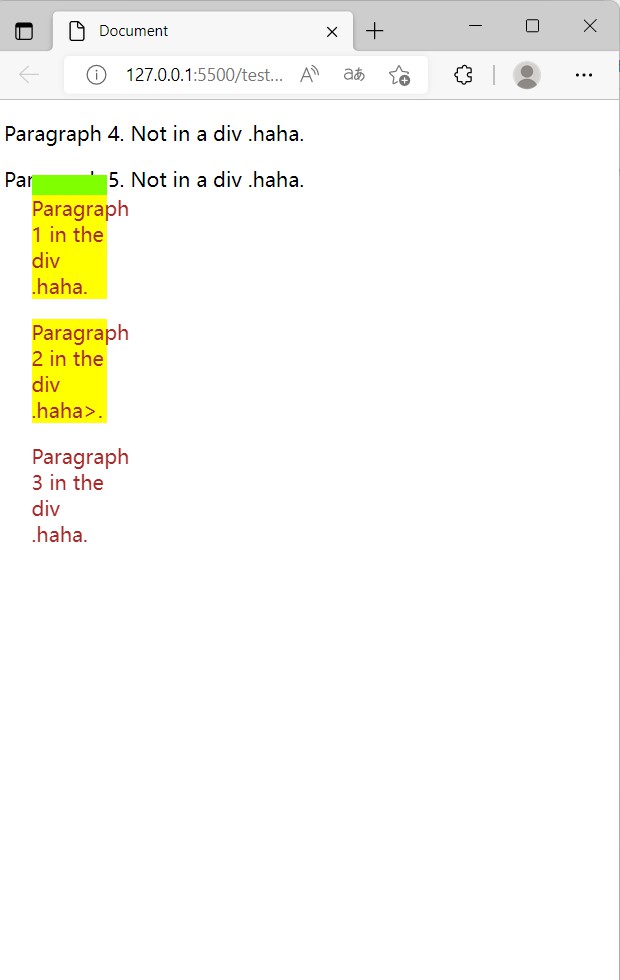 Document
127.0.0.1:5500/test...
Paragraph 4. Not in a div .haha.
Par 5. Not in a div .haha.
Paragraph
1 in the
div
.haha.
Paragraph
2 in the
div
.haha>.
Paragraph
3 in the
div
.haha.